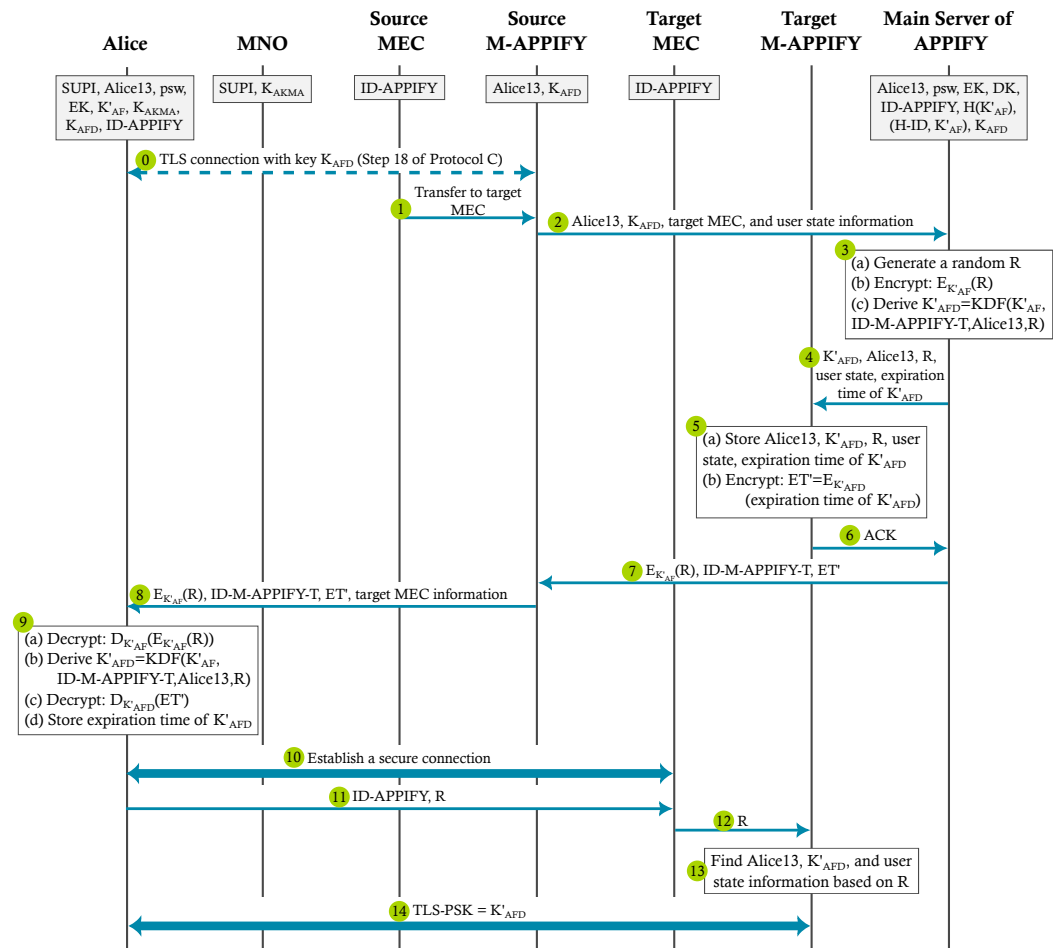 Alice
MNO
Source
MEC
Source
M-APPIFY
Target
MEC
Target
M-APPIFY
Main Server of
APPIFY
SUPI, Alice13, psw,
EK, K'AF, KAKMA,
KAFD, ID-APPIFY
SUPI, KAKMA
ID-APPIFY
Alice13, KAFD
ID-APPIFY
Alice13, psw, EK, DK,
ID-APPIFY, H(K'AF),
(H-ID, K'AF), KAFD
0 TLS connection with key KAFD (Step 18 of Protocol C)
1 Transfer to target
MEC
2 Alice13, KAFD, target MEC, and user state information
3
(a) Generate a random R
(b) Encrypt: EK'AF(R)
(c) Derive K'AFD=KDF(K'AF,
ID-M-APPIFY-T,Alice13,R)
4 K'AFD, Alice13, R,
user state, expiration
time of K'AFD
5
(a) Store Alice13, K'AFD, R, user
state, expiration time of K'AFD
(b) Encrypt: ET'=EK'AFD
(expiration time of K'AFD)
6 ACK
7 EK'AF(R), ID-M-APPIFY-T, ET'
8 EK'AF(R), ID-M-APPIFY-T, ET', target MEC information
9
(a) Decrypt: DK'AF(EK'AF(R))
(b) Derive K'AFD=KDF(K'AF,
ID-M-APPIFY-T,Alice13,R)
(c) Decrypt: DK'AFD(ET')
(d) Store expiration time of K'AFD
10 Establish a secure connection
11 ID-APPIFY, R
12 R
13 Find Alice13, K'AFD, and user
state information based on R
14 TLS-PSK = K'AFD